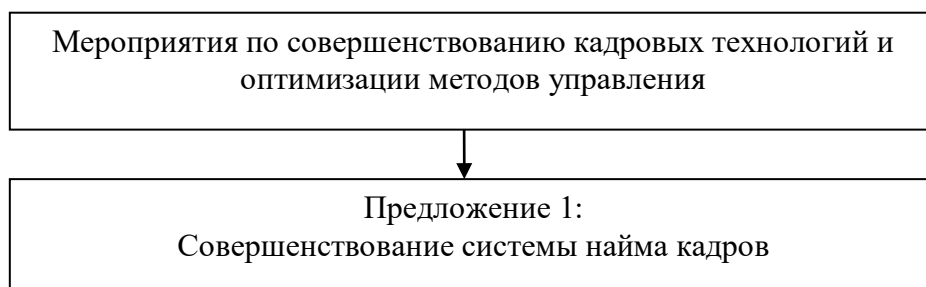 Мероприятия по совершенствованию кадровых технологий и
оптимизации методов управления
Предложение 1:
Совершенствование системы найма кадров